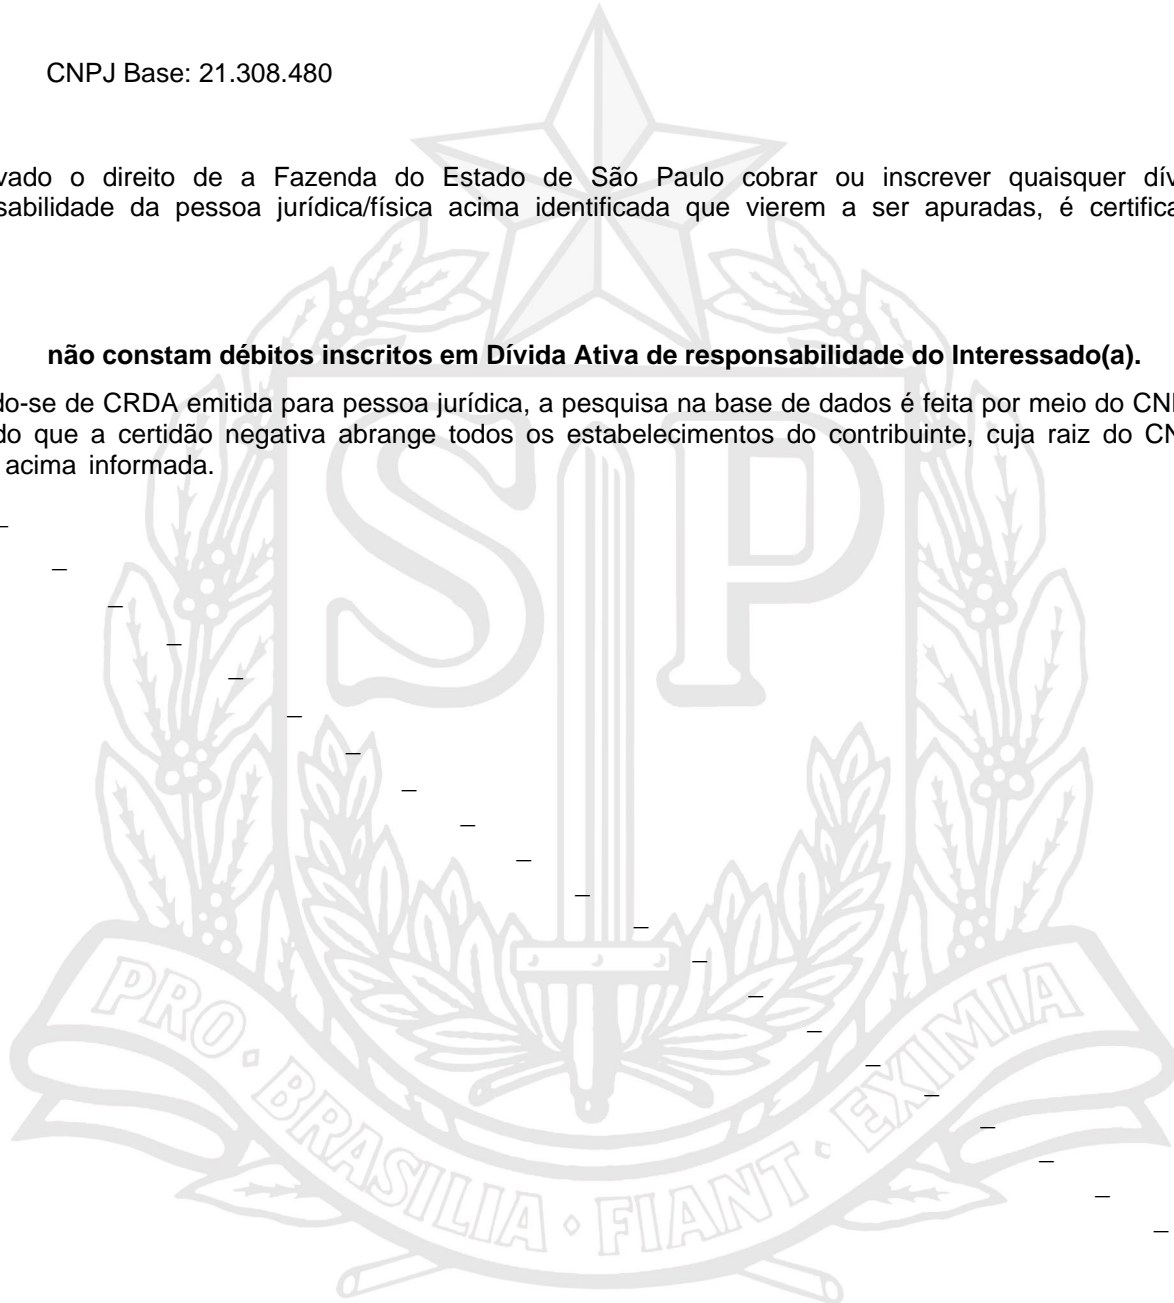 CNPJ Base: 21.308.480
vado o direito de a Fazenda do Estado de São Paulo cobrar ou inscrever quaisquer dív
sabilidade da pessoa jurídica/física acima identificada que vierem a ser apuradas, é certifica
não constam débitos inscritos em Dívida Ativa de responsabilidade do Interessado(a).
do-se de CRDA emitida para pessoa jurídica, a pesquisa na base de dados é feita por meio do CN
do que a certidão negativa abrange todos os estabelecimentos do contribuinte, cuja raiz do CN
acima informada.
SP
PRO · BRASILIA · FIANT · EXIMIA